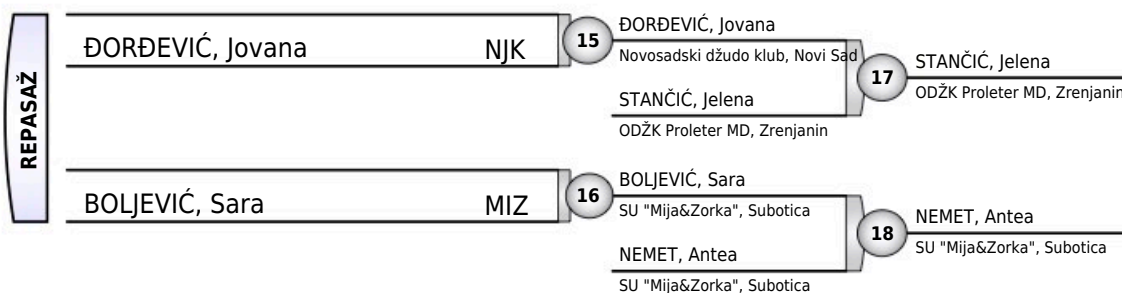 REPASAŽ
ĐORĐEVIĆ, Jovana NJK
15
ĐORĐEVIĆ, Jovana
Novosadski džudo klub, Novi Sad
STANČIĆ, Jelena
ODŽK Proleter MD, Zrenjanin
17
STANČIĆ, Jelena
ODŽK Proleter MD, Zrenjanin
BOLJEVIĆ, Sara MIZ
16
BOLJEVIĆ, Sara
SU "Mija&Zorka", Subotica
NEMET, Antea
SU "Mija&Zorka", Subotica
18
NEMET, Antea
SU "Mija&Zorka", Subotica